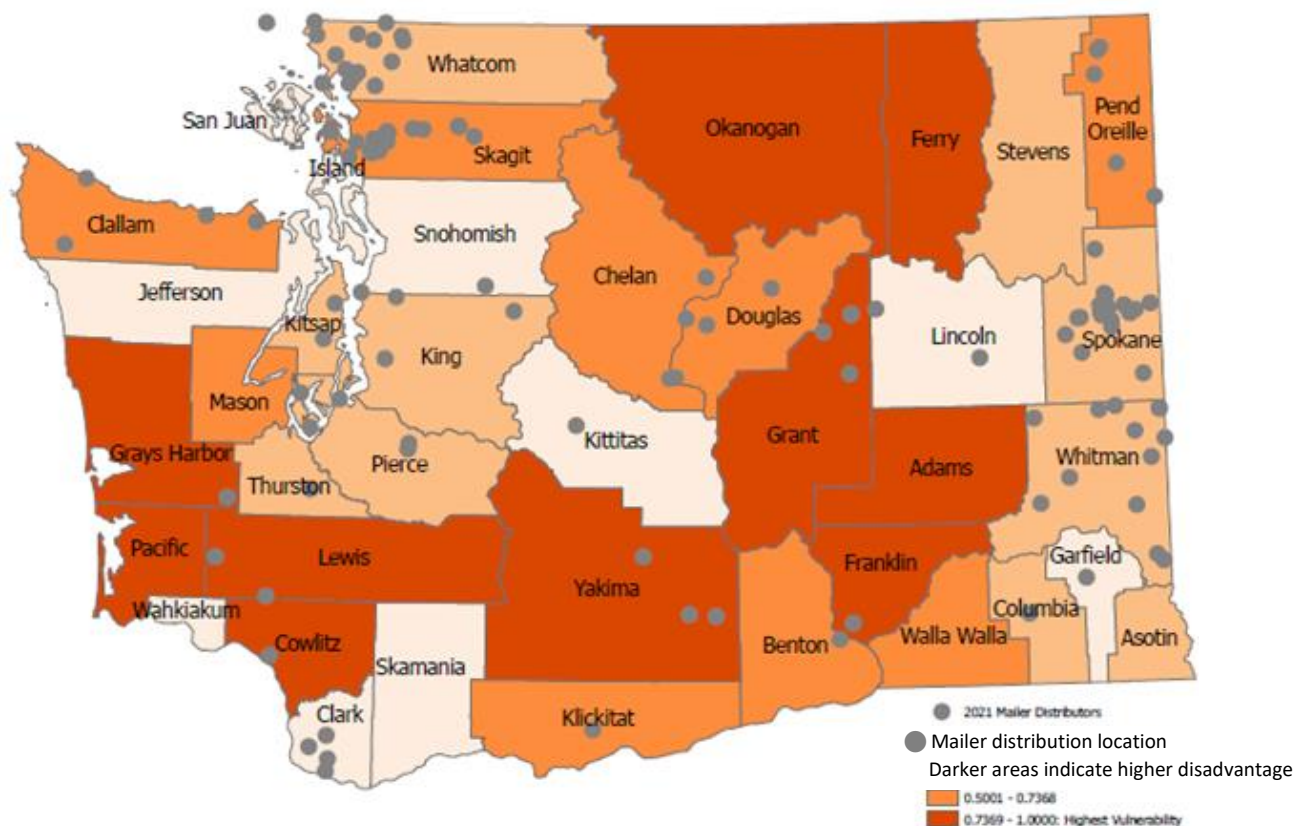 Whatcom
San Juan
Okanogan
Ferry
Stevens
Pend
Oreille
Skagit
Island
Clallam
Snohomish
Chelan
Jefferson
Kitsap
Douglas
King
Lincoln
Spokane
Mason
Grays Harbor
Kittitas
Grant
Adams
Whitman
Pierce
Thurston
Pacific
Lewis
Yakima
Franklin
Garfield
Wahkiakum
Columbia
Cowlitz
Benton
Walla Walla
Asotin
Skamania
Clark
Klickitat
2021 Mailer Distributors
Mailer distribution location
Darker areas indicate higher disadvantage
0.5001 - 0.7368
0.7369 - 1.0000: Highest Vulnerability